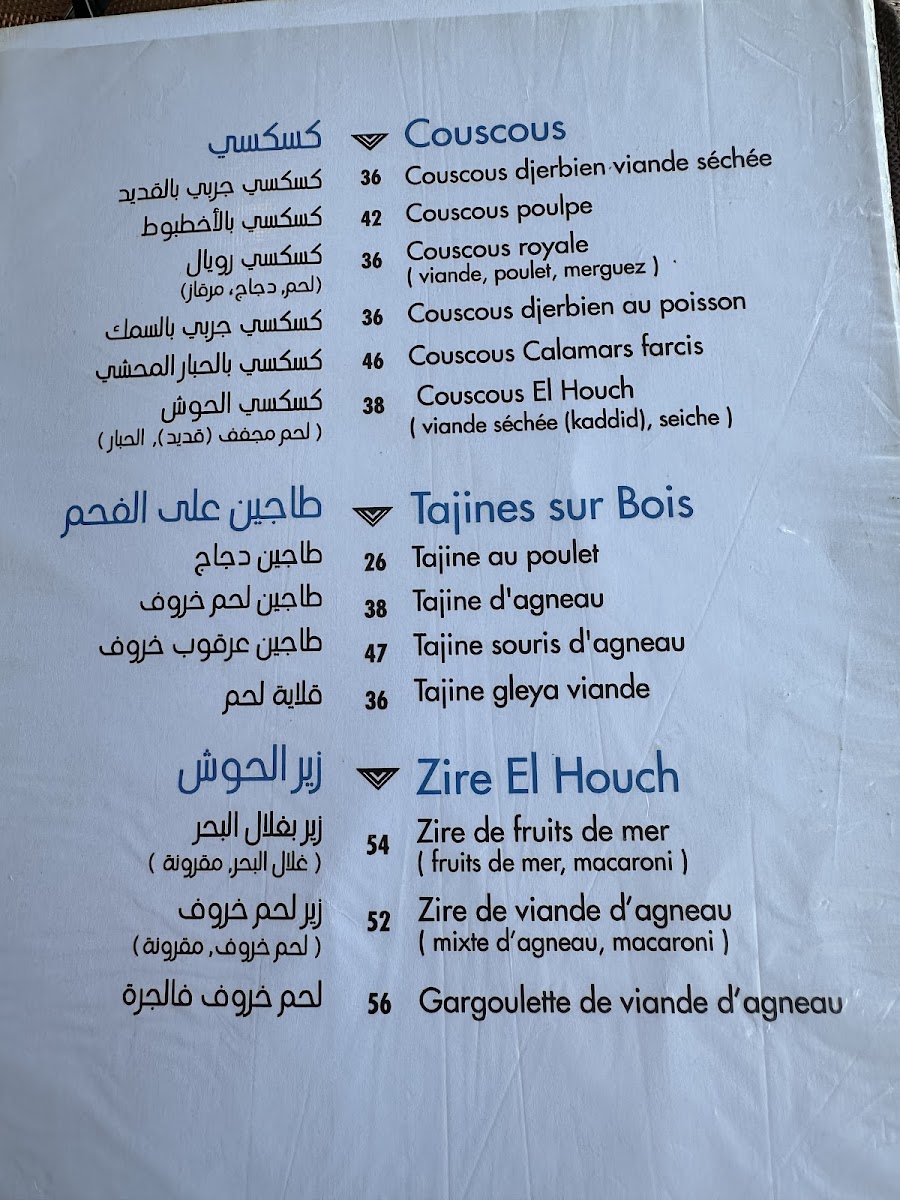 كسكسي Couscous
كسكسي جربي بالقديد 36 Couscous djerbien viande séchée
كسكسي بالأخطبوط 42 Couscous poulpe
كسكسي رويال 36 Couscous royale
(لحم, دجاج، مرقاز) ( viande, poulet, merguez )
كسكسي جربي بالسمك 36 Couscous djerbien au poisson
كسكسي بالحبار المحشي 46 Couscous Calamars farcis
كسكسي الحوش 38 Couscous El Houch
( لحم مجفف (قديد), الحبار) ( viande séchée (kaddid), seiche )
طاجين على الفحم Tajines sur Bois
طاجين دجاج 26 Tajine au poulet
طاجين لحم خروف 38 Tajine d'agneau
طاجين عرقوب خروف 47 Tajine souris d'agneau
قلاية لحم 36 Tajine gleya viande
زير الحوش Zire El Houch
زير بغلال البحر 54 Zire de fruits de mer
( غلال البحر, مقرونة ) ( fruits de mer, macaroni )
زير لحم خروف 52 Zire de viande d’agneau
( لحم خروف, مقرونة) ( mixte d’agneau, macaroni )
لحم خروف فالجرة 56 Gargoulette de viande d’agneau